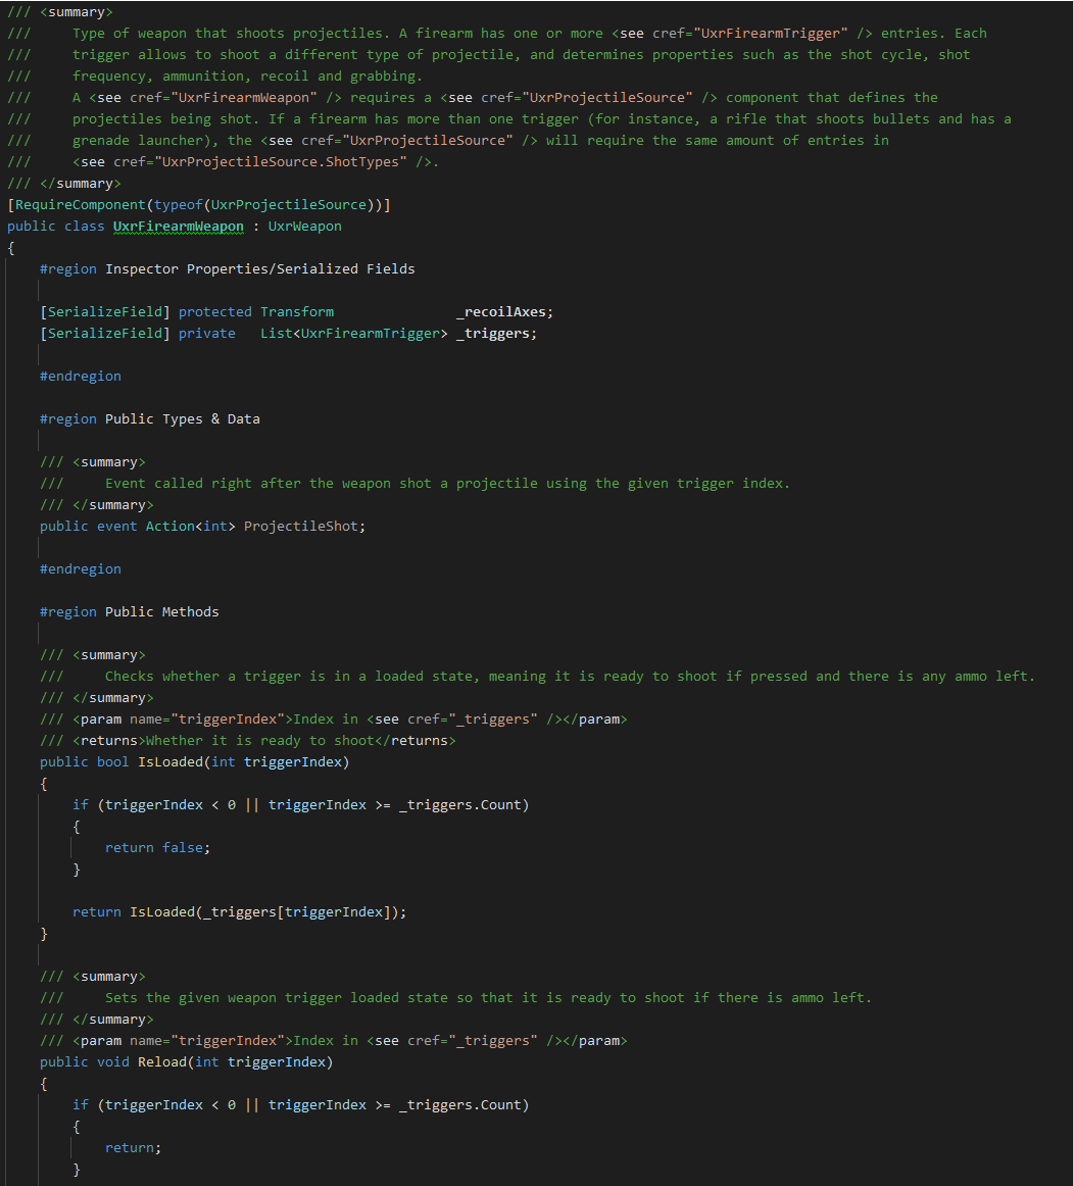 /// <summary>
///     Type of weapon that shoots projectiles. A firearm has one or more <see cref="UxrFirearmTrigger" /> entries. Each
///     trigger allows to shoot a different type of projectile, and determines properties such as the shot cycle, shot
///     frequency, ammunition, recoil and grabbing.
///     A <see cref="UxrFirearmWeapon" /> requires a <see cref="UxrProjectileSource" /> component that defines the
///     projectiles being shot. If a firearm has more than one trigger (for instance, a rifle that shoots bullets and has a
///     grenade launcher), the <see cref="UxrProjectileSource" /> will require the same amount of entries in
///     <see cref="UxrProjectileSource.ShotTypes" />.
/// </summary>
[RequireComponent(typeof(UxrProjectileSource))]
public class UxrFirearmWeapon : UxrWeapon
{
    #region Inspector Properties/Serialized Fields

    [SerializeField] protected Transform               _recoilAxes;
    [SerializeField] private   List<UxrFirearmTrigger> _triggers;

    #endregion

    #region Public Types & Data

    /// <summary>
    ///     Event called right after the weapon shot a projectile using the given trigger index.
    /// </summary>
    public event Action<int> ProjectileShot;

    #endregion

    #region Public Methods

    /// <summary>
    ///     Checks whether a trigger is in a loaded state, meaning it is ready to shoot if pressed and there is any ammo left.
    /// </summary>
    /// <param name="triggerIndex">Index in <see cref="_triggers" /></param>
    /// <returns>Whether it is ready to shoot</returns>
    public bool IsLoaded(int triggerIndex)
    {
        if (triggerIndex < 0 || triggerIndex >= _triggers.Count)
        {
            return false;
        }

        return IsLoaded(_triggers[triggerIndex]);
    }

    /// <summary>
    ///     Sets the given weapon trigger loaded state so that it is ready to shoot if there is ammo left.
    /// </summary>
    /// <param name="triggerIndex">Index in <see cref="_triggers" /></param>
    public void Reload(int triggerIndex)
    {
        if (triggerIndex < 0 || triggerIndex >= _triggers.Count)
        {
            return;
        }